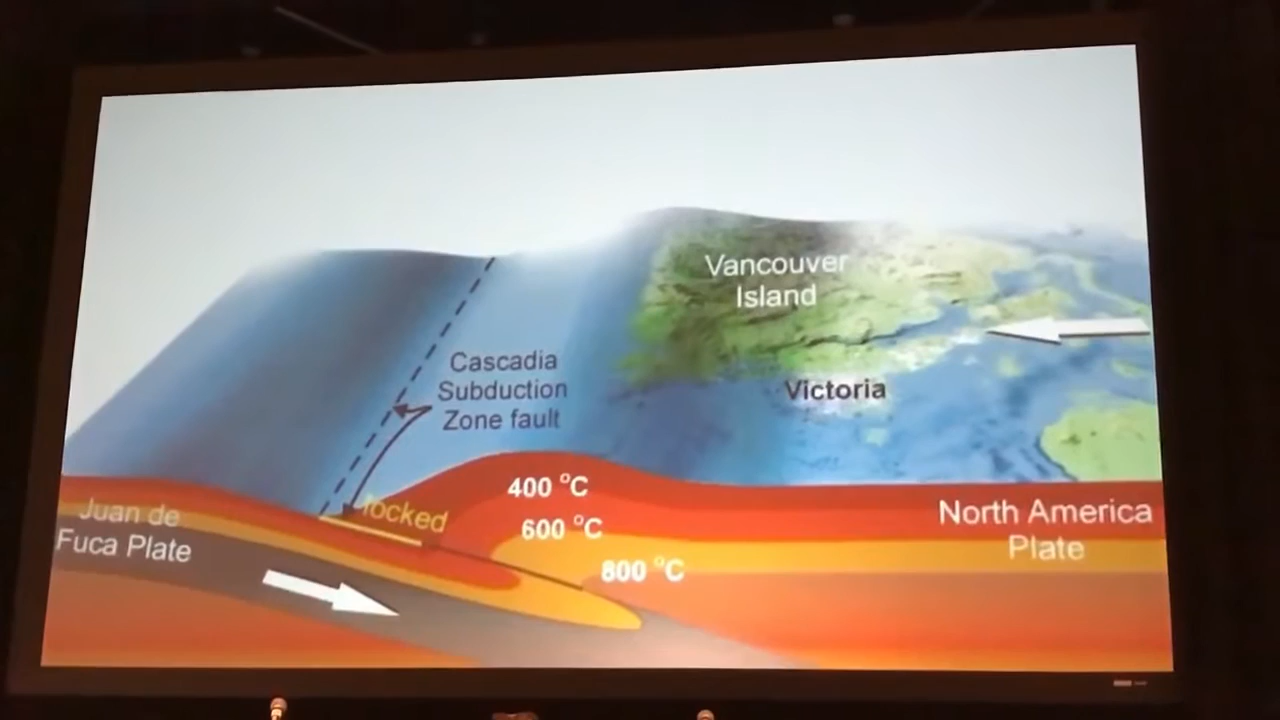 Vancouver
Island
Cascadia
Subduction
Zone fault
Victoria
locked
400 °C
600 °C
800 °C
Juan de
Fuca Plate
North America
Plate